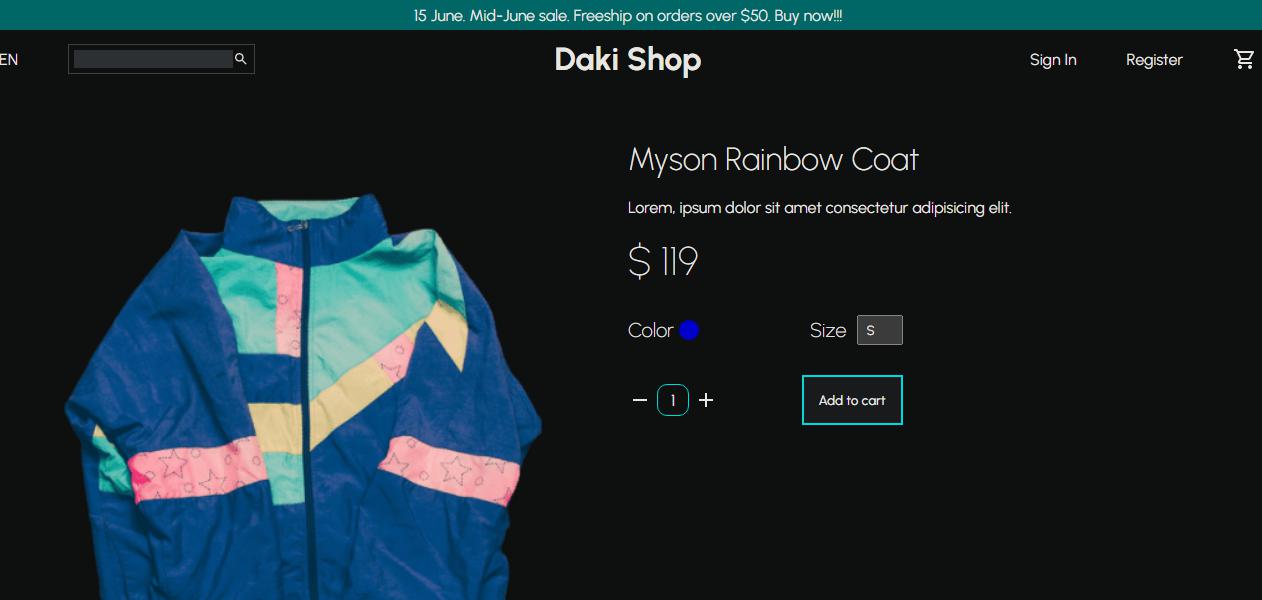 15 June. Mid-June sale. Freeship on orders over $50. Buy now!!!
EN
Daki Shop
Sign In
Register
Myson Rainbow Coat
Lorem, ipsum dolor sit amet consectetur adipisicing elit.
$ 119
Color
Size S
1
Add to cart